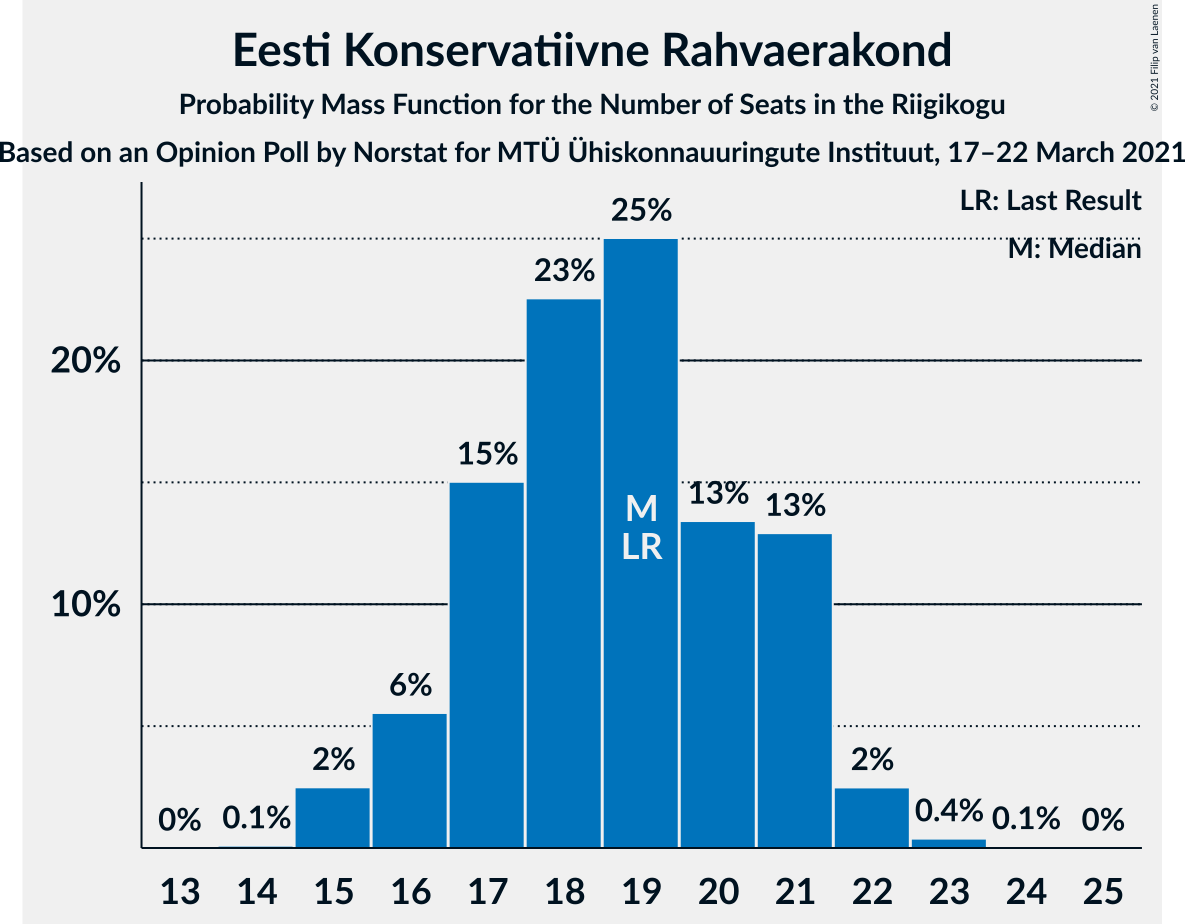 © 2021 Filip van Laenen
Eesti Konservatiivne Rahvaerakond
Probability Mass Function for the Number of Seats in the Riigikogu
Based on an Opinion Poll by Norstat for MTÜ Ühiskonnauuringute Instituut, 17–22 March 2021
LR: Last Result
M: Median
25%
23%
20%
15%
13%
13%
M
LR
10%
6%
2%
2%
0%
0.1%
0.4%
0.1%
0%
13 14 15 16 17 18 19 20 21 22 23 24 25